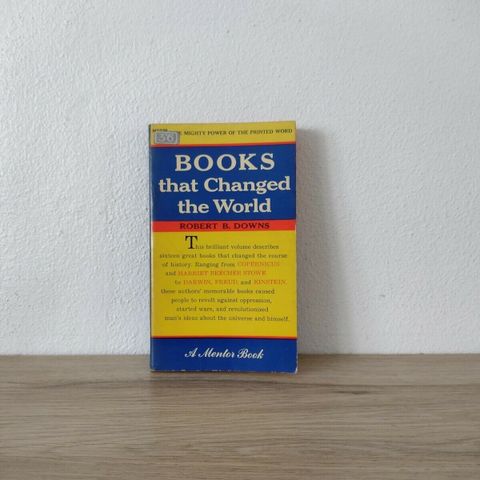 MIGHTY POWER OF THE PRINTED WORD
BOOKS
that Changed
the World
ROBERT B. DOWNS
This brilliant volume describes
sixteen great books that changed the course
of history. Ranging from COPERNICUS
and HARRIET BEECHER STOWE
to DARWIN, FREUD, and EINSTEIN,
these authors' memorable books caused
people to revolt against oppression,
started wars, and revolutionized
man's ideas about the universe and himself.
A Mentor Book